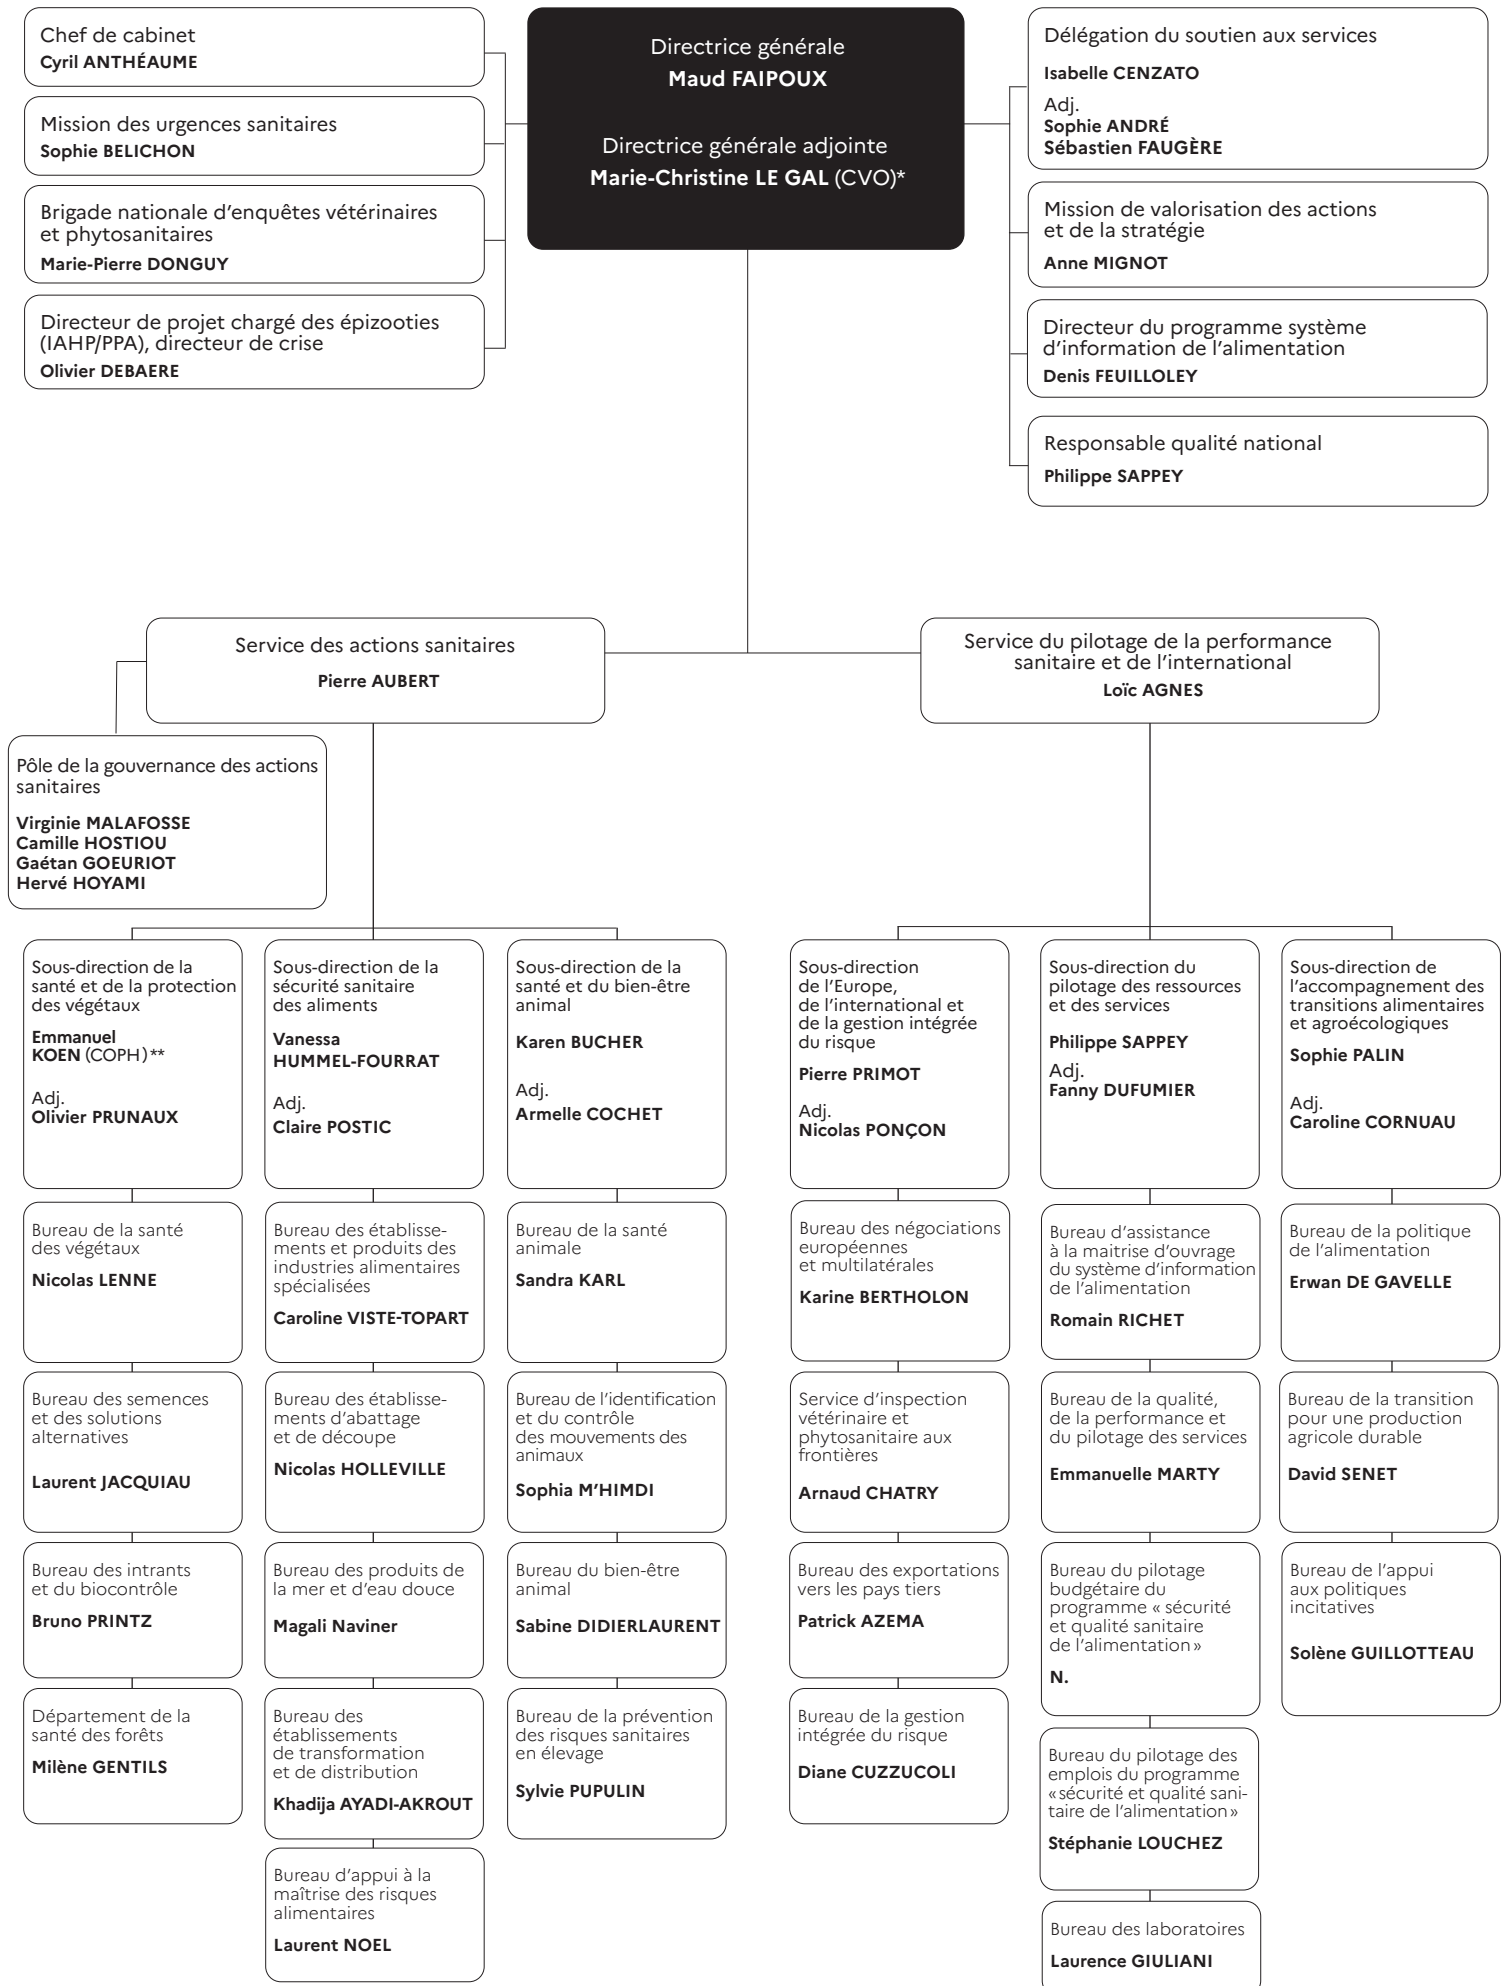 Chef de cabinet
Cyril ANTHÉAUME
Mission des urgences sanitaires
Sophie BELICHON
Brigade nationale d'enquêtes vétérinaires
et phytosanitaires
Marie-Pierre DONGUY
Directeur de projet chargé des épizooties
(IAHP/PPA), directeur de crise
Olivier DEBAERE
Directrice générale
Maud FAIPOUX
Directrice générale adjointe
Marie-Christine LE GAL (CVO)*
Délégation du soutien aux services
Isabelle CENZATO
Adj.
Sophie ANDRÉ
Sébastien FAUGÈRE
Mission de valorisation des actions
et de la stratégie
Anne MIGNOT
Directeur du programme système
d'information de l'alimentation
Denis FEUILLOLEY
Responsable qualité national
Philippe SAPPEY
Service des actions sanitaires
Pierre AUBERT
Service du pilotage de la performance
sanitaire et de l'international
Loïc AGNES
Pôle de la gouvernance des actions
sanitaires
Virginie MALAFOSSE
Camille HOSTIOU
Gaétan GOEURIOT
Hervé HOYAMI
Sous-direction de la
santé et de la protection
des végétaux
Emmanuel
KOEN (COPH)**
Adj.
Olivier PRUNAUX
Bureau de la santé
des végétaux
Nicolas LENNE
Bureau des semences
et des solutions
alternatives
Laurent JACQUIAU
Bureau des intrants
et du biocontrôle
Bruno PRINTZ
Département de la
santé des forêts
Milène GENTILS
Sous-direction de la
sécurité sanitaire
des aliments
Vanessa
HUMMEL-FOURRAT
Adj.
Claire POSTIC
Bureau des établisse-
ments et produits des
industries alimentaires
spécialisées
Caroline VISTE-TOPART
Bureau des établisse-
ments d'abattage
et de découpe
Nicolas HOLLEVILLE
Bureau des produits de
la mer et d'eau douce
Magali Naviner
Bureau des
établissements
de transformation
et de distribution
Khadija AYADI-AKROUT
Bureau d'appui à la
maîtrise des risques
alimentaires
Laurent NOEL
Sous-direction de la
santé et du bien-être
animal
Karen BUCHER
Adj.
Armelle COCHET
Bureau de la santé
animale
Sandra KARL
Bureau de l'identification
et du contrôle
des mouvements des
animaux
Sophia M'HIMDI
Bureau du bien-être
animal
Sabine DIDIERLAURENT
Bureau de la prévention
des risques sanitaires
en élevage
Sylvie PUPULIN
Sous-direction
de l'Europe,
de l'international et
de la gestion intégrée
du risque
Pierre PRIMOT
Adj.
Nicolas PONÇON
Bureau des négociations
européennes
et multilatérales
Karine BERTHOLON
Service d'inspection
vétérinaire et
phytosanitaire aux
frontières
Arnaud CHATRY
Bureau des exportations
vers les pays tiers
Patrick AZEMA
Bureau de la gestion
intégrée du risque
Diane CUZZUCOLI
Sous-direction du
pilotage des ressources
et des services
Philippe SAPPEY
Adj.
Fanny DUFUMIER
Bureau d'assistance
à la maitrise d'ouvrage
du système d'information
de l'alimentation
Romain RICHET
Bureau de la qualité,
de la performance et
du pilotage des services
Emmanuelle MARTY
Bureau du pilotage
budgétaire du
programme « sécurité
et qualité sanitaire
de l'alimentation »
N.
Bureau du pilotage des
emplois du programme
«sécurité et qualité sani-
taire de l'alimentation»
Stéphanie LOUCHEZ
Bureau des laboratoires
Laurence GIULIANI
Sous-direction de
l'accompagnement des
transitions alimentaires
et agroécologiques
Sophie PALIN
Adj.
Caroline CORNUAU
Bureau de la politique
de l'alimentation
Erwan DE GAVELLE
Bureau de la transition
pour une production
agricole durable
David SENET
Bureau de l'appui
aux politiques
incitatives
Solène GUILLOTTEAU